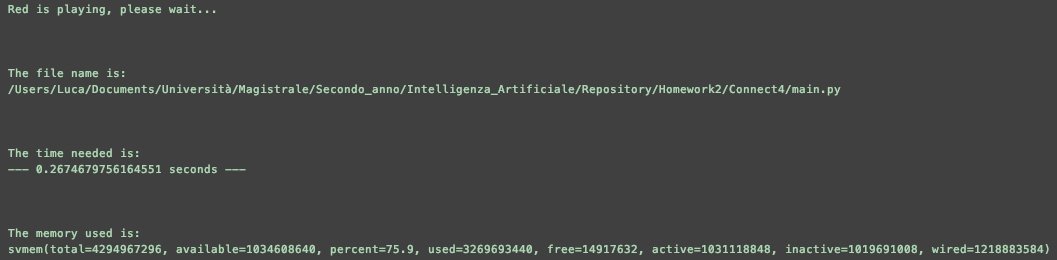 Red is playing, please wait...
The file name is:
/Users/Luca/Documents/Università/Magistrale/Secondo_anno/Intelligenza_Artificiale/Repository/Homework2/Connect4/main.py
The time needed is:
--- 0.2674679756164551 seconds ---
The memory used is:
svmem(total=4294967296, available=1034608640, percent=75.9, used=3269693440, free=14917632, active=1031118848, inactive=1019691008, wired=1218883584)